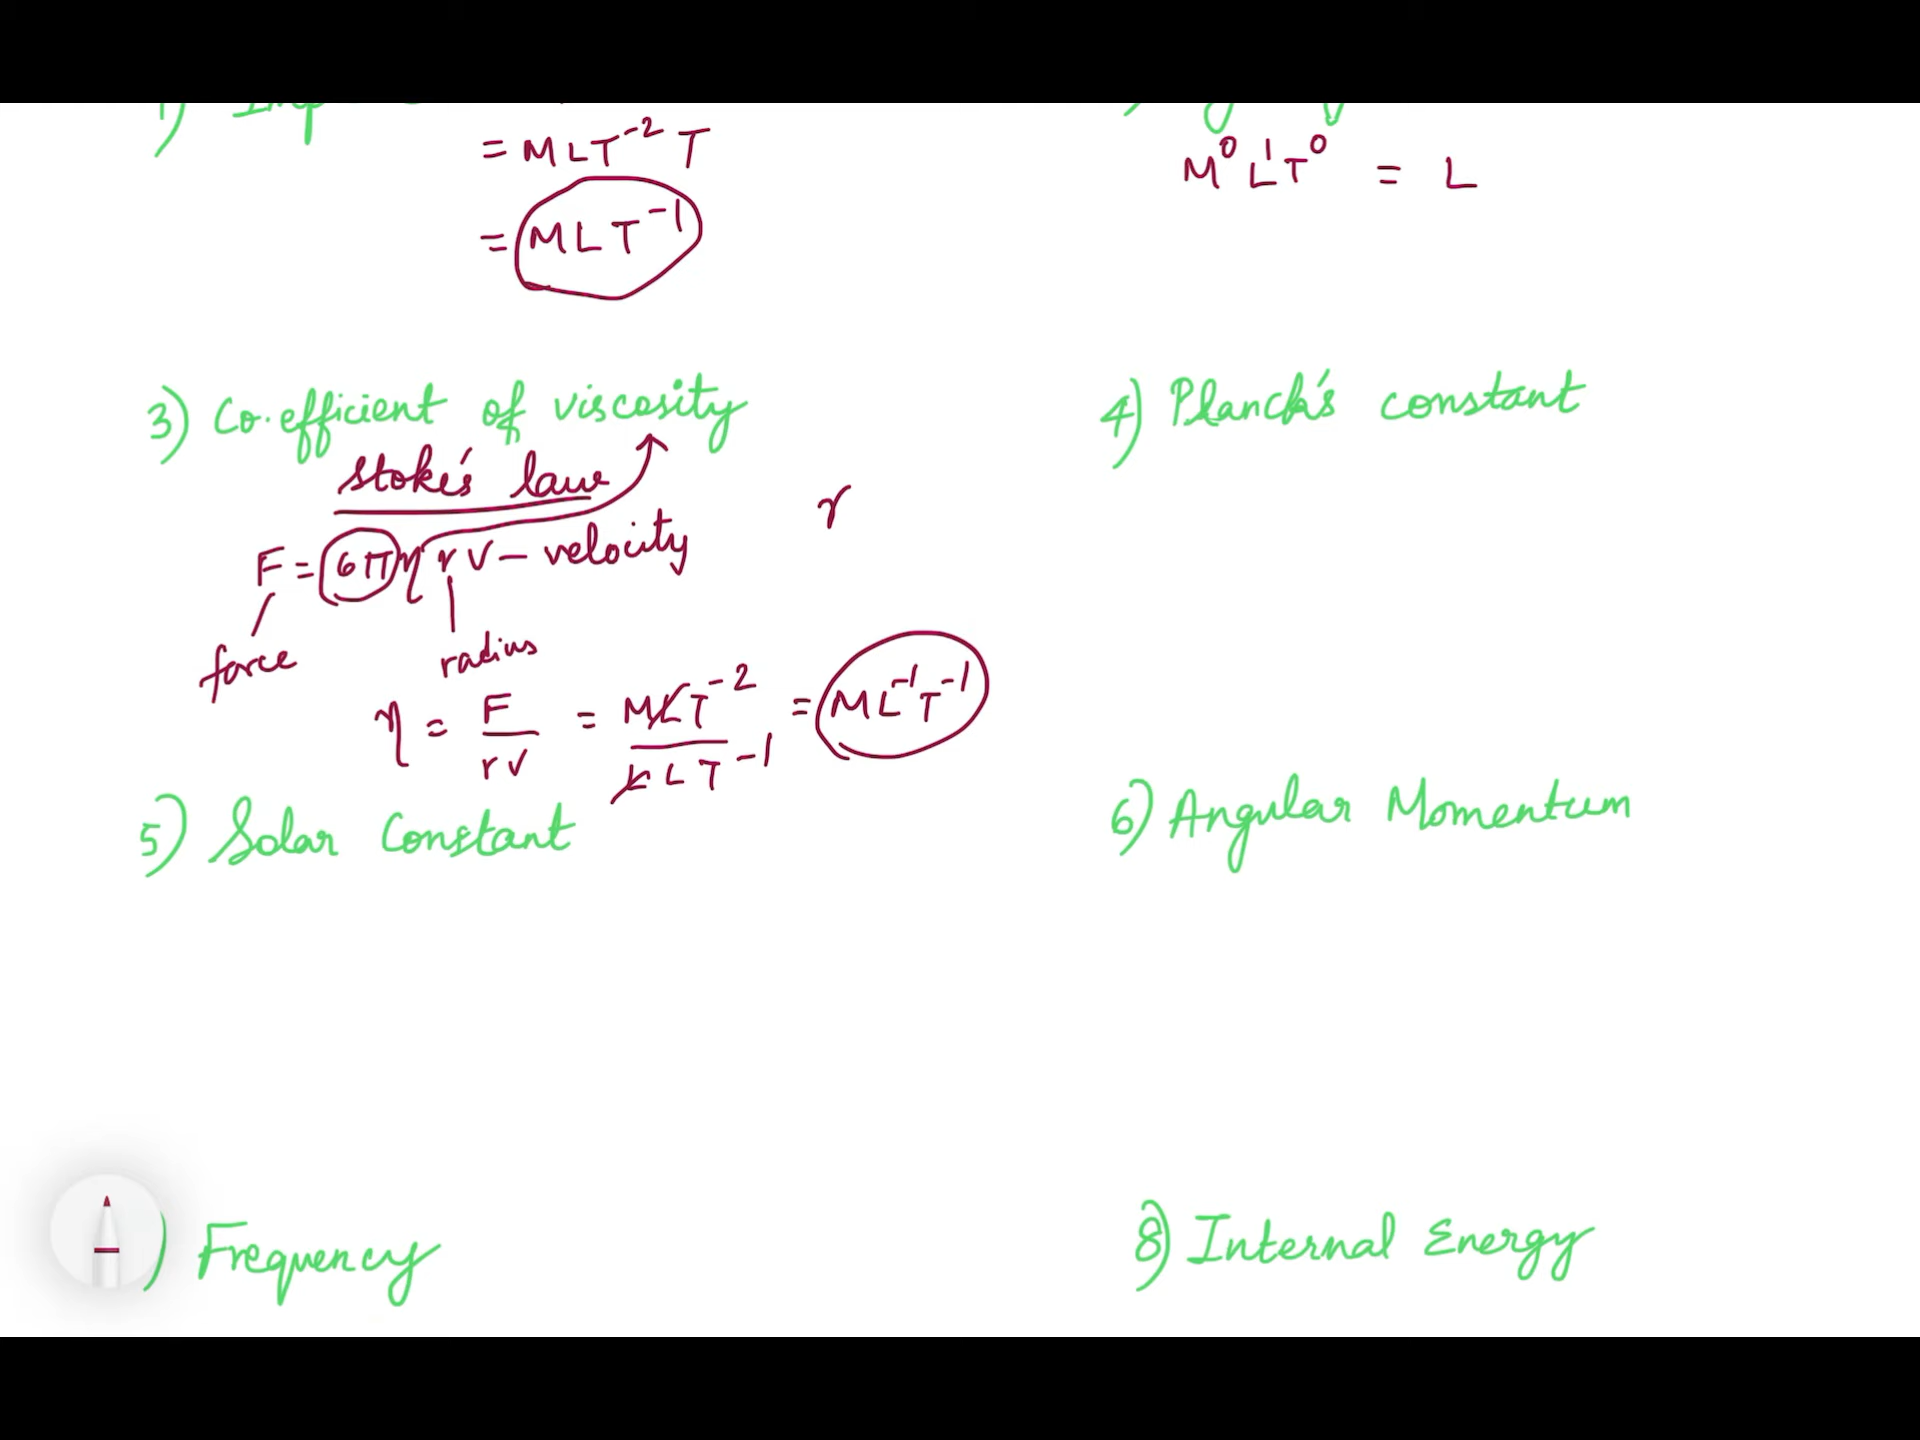 1)
= MLT⁻² T
M⁰L¹T⁰ = L
= MLT⁻¹
3) Co.efficient of viscosity
4) Planck's constant
Stoke's law
r
F = 6π η r v – velocity
force
radius
η = F/rv = MLT⁻²/L L T⁻¹ = ML⁻¹T⁻¹
5) Solar Constant
6) Angular Momentum
) Frequency
8) Internal Energy